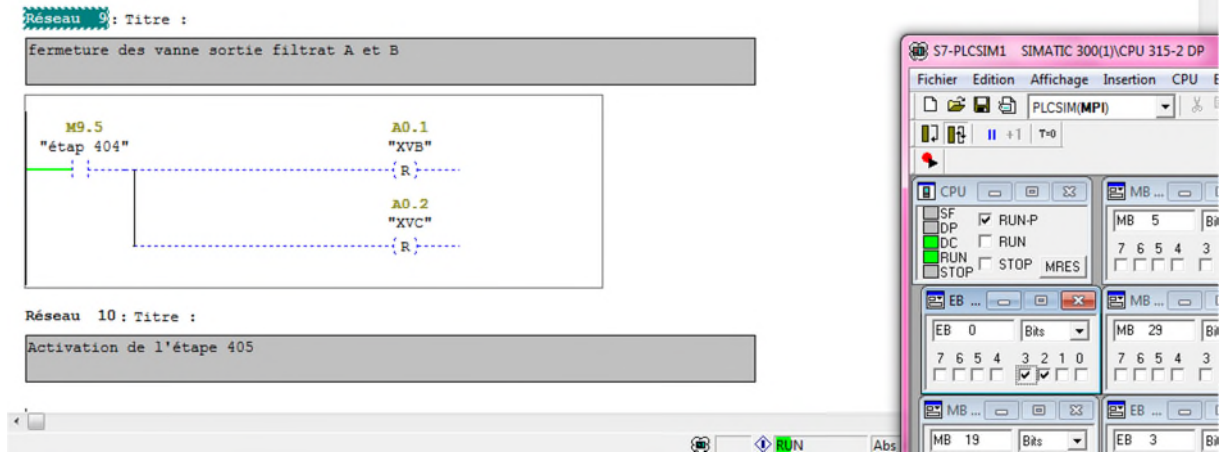 Réseau 9: Titre :
fermeture des vanne sortie filtrat A et B
M9.5
"étap 404"
A0.1
"XVB"
R
A0.2
"XVC"
R
Réseau 10: Titre :
Activation de l'étape 405
RUN
Abs
S7-PLCSIM1 SIMATIC 300(1)\CPU 315-2 DP
Fichier Edition Affichage Insertion CPU E
PLCSIM(MPI)
+1 T=0
CPU
SF
DP
DC
RUN
STOP
RUN-P
RUN
STOP
MRES
MB ...
MB 5
7 6 5 4 3
EB ...
EB 0 Bits
7 6 5 4 3 2 1 0
MB ...
MB 29
7 6 5 4 3
MB ...
MB 19 Bits
EB ...
EB 3